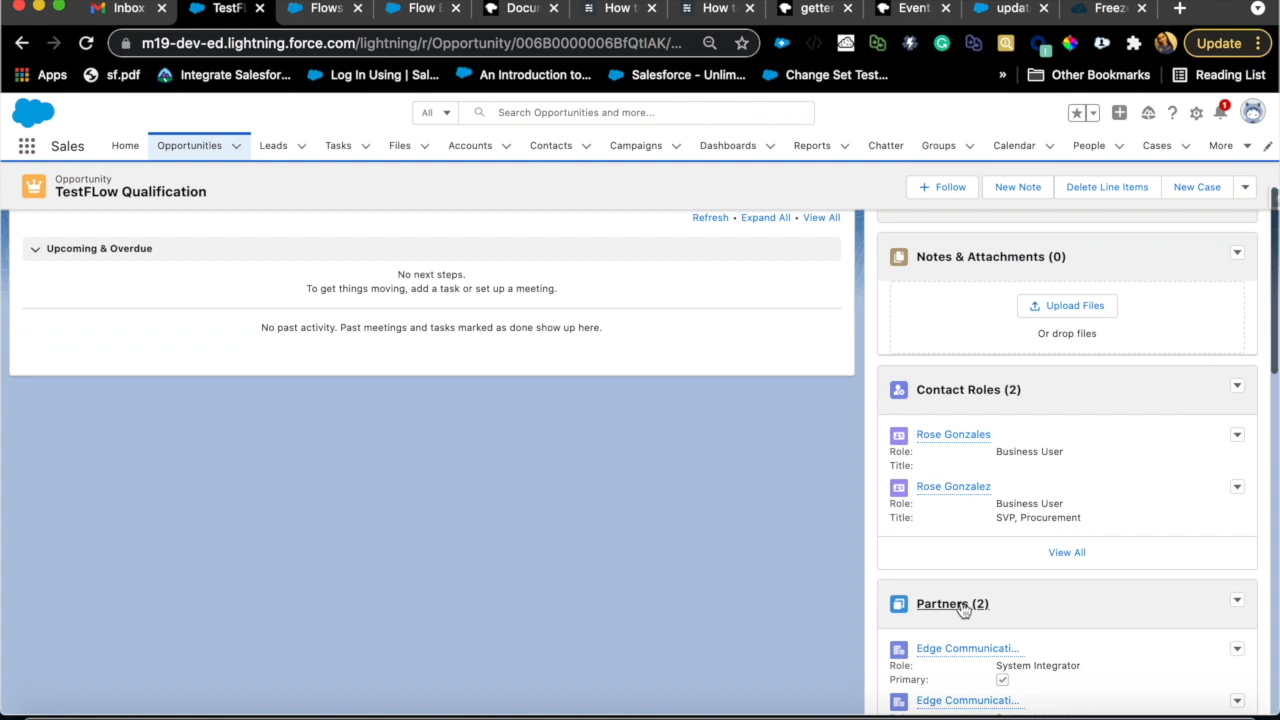 Inbox
TestFl
Flows
Flow E
Docur
How t
How to
getter
Event
updat
Freez
m19-dev-ed.lightning.force.com/lightning/r/Opportunity/006B0000006BfQtIAK/...
Update
Apps
sf.pdf
Integrate Salesfor...
Log In Using | Sal...
An Introduction to...
Salesforce - Unlim...
Change Set Test...
»
Other Bookmarks
Reading List
All
Search Opportunities and more...
1
Sales
Home
Opportunities
Leads
Tasks
Files
Accounts
Contacts
Campaigns
Dashboards
Reports
Chatter
Groups
Calendar
People
Cases
More
Opportunity
TestFLow Qualification
+ Follow
New Note
Delete Line Items
New Case
Refresh • Expand All • View All
Upcoming & Overdue
No next steps.
To get things moving, add a task or set up a meeting.
No past activity. Past meetings and tasks marked as done show up here.
Notes & Attachments (0)
Upload Files
Or drop files
Contact Roles (2)
Rose Gonzales
Role: Business User
Title:
Rose Gonzalez
Role: Business User
Title: SVP, Procurement
View All
Partners (2)
Edge Communicati...
Role: System Integrator
Primary:
Edge Communicati...